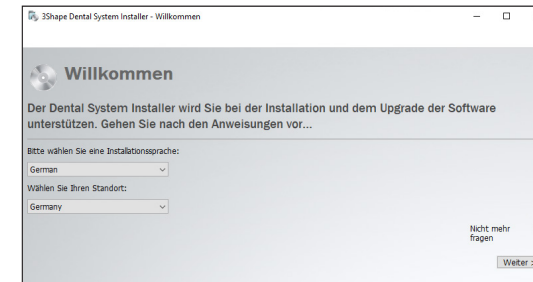 3Shape Dental System Installer - Willkommen
Willkommen
Der Dental System Installer wird Sie bei der Installation und dem Upgrade der Software
unterstützen. Gehen Sie nach den Anweisungen vor...
Bitte wählen Sie eine Installationssprache:
German
Wählen Sie Ihren Standort:
Germany
Nicht mehr
fragen
Weiter :